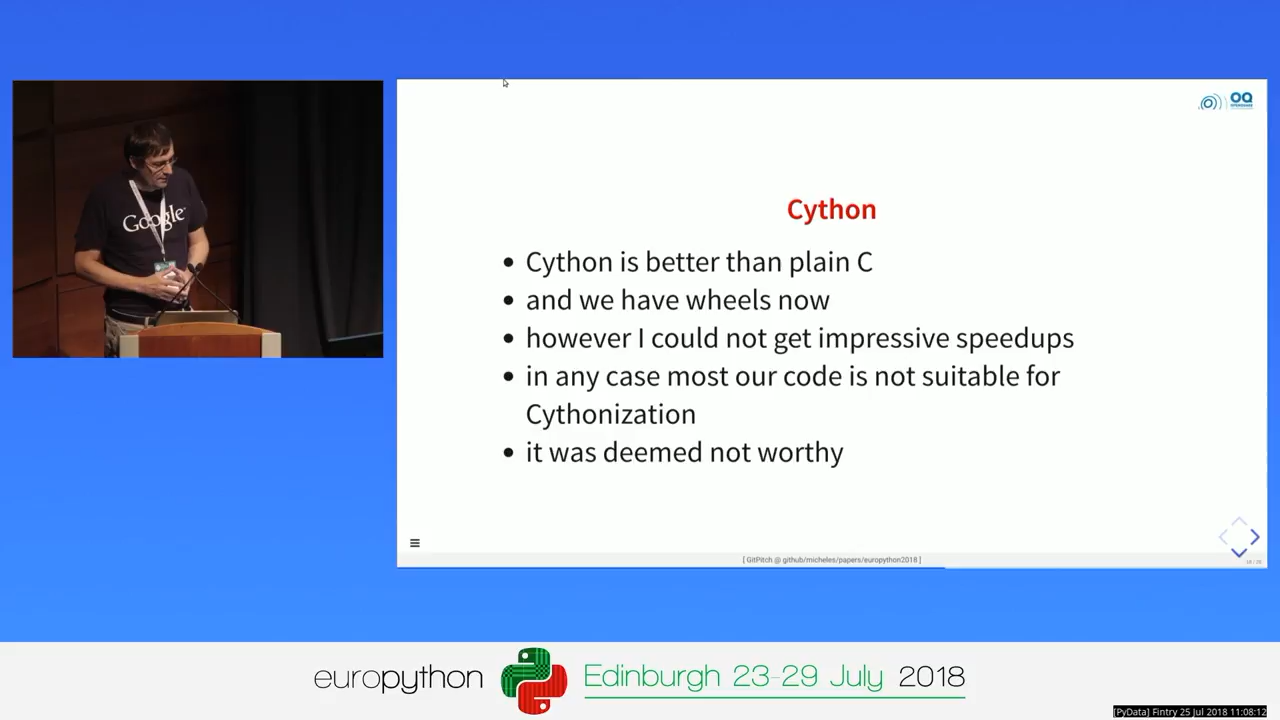 Google
OQ
Cython
Cython is better than plain C
and we have wheels now
however I could not get impressive speedups
in any case most our code is not suitable for
Cythonization
it was deemed not worthy
[ GitPitch @ github/micheles/papers/europython2018 ]
europython
Edinburgh 23-29 July 2018
[PyData] Fintry 25 Jul 2018 11:08:12